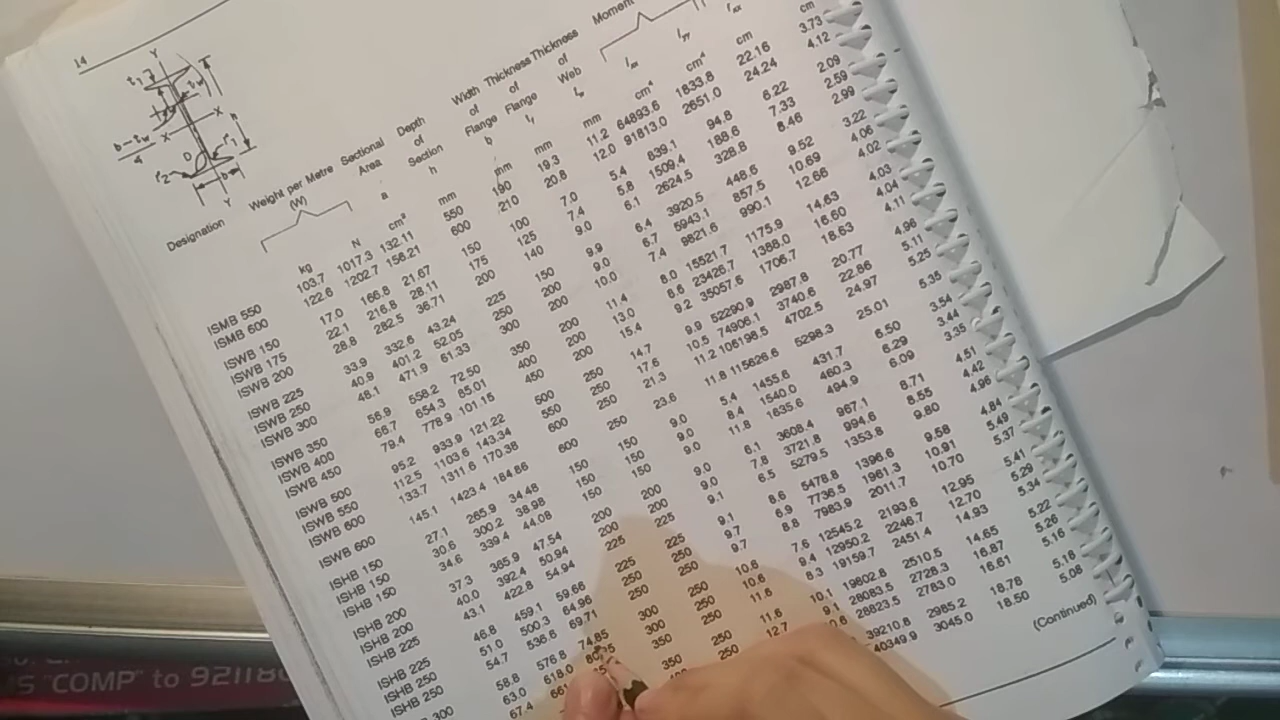 14
Moment
Designation Weight per Metre (W) Sectional Area a Depth of Section h Width of Flange b Thickness of Flange tf Thickness of Web tw Ixx Iyy rxx
kg N cm² mm mm mm mm cm⁴ cm⁴ cm cm
ISMB 550 103.7 1017.3 132.11 550 190 19.3 11.2 64893.6 1833.8 22.16 3.73
ISMB 600 122.6 1202.7 156.21 600 210 20.8 12.0 91813.0 2651.0 24.24 4.12
ISWB 150 17.0 166.8 21.67 150 100 7.0 5.4 839.1 94.8 6.22 2.09
ISWB 175 22.1 216.8 28.11 175 125 7.4 5.8 1509.4 188.6 7.33 2.59
ISWB 200 28.8 282.5 36.71 200 140 9.0 6.1 2624.5 328.8 8.46 2.99
ISWB 225 33.9 332.6 43.24 225 150 9.9 6.4 3920.5 448.6 9.52 3.22
ISWB 250 40.9 401.2 52.05 250 200 9.0 6.7 5943.1 857.5 10.69 4.06
ISWB 300 48.1 471.9 61.33 300 200 10.0 7.4 9821.6 990.1 12.66 4.02
ISWB 350 56.9 558.2 72.50 350 200 11.4 8.0 15521.7 1175.9 14.63 4.03
ISWB 400 66.7 654.3 85.01 400 200 13.0 8.6 23426.7 1388.0 16.60 4.04
ISWB 450 79.4 778.9 101.15 450 200 15.4 9.2 35057.6 1706.7 18.63 4.11
ISWB 500 95.2 933.9 121.22 500 250 14.7 9.9 52290.9 2987.8 20.77 4.96
ISWB 550 112.5 1103.6 143.34 550 250 17.6 10.5 74906.1 3740.6 22.86 5.11
ISWB 600 133.7 1311.6 170.38 600 250 21.3 11.2 106198.5 4702.5 24.97 5.25
ISWB 600 145.1 1423.4 184.86 600 250 23.6 11.8 115626.6 5298.3 25.01 5.35
ISHB 150 27.1 265.9 34.48 150 150 9.0 5.4 1455.6 431.7 6.50 3.54
ISHB 150 30.6 300.2 38.98 150 150 9.0 8.4 1540.0 460.3 6.29 3.44
ISHB 150 34.6 339.4 44.08 150 150 9.0 11.8 1635.6 494.9 6.09 3.35
ISHB 200 37.3 365.9 47.54 200 200 9.0 6.1 3608.4 967.1 8.71 4.51
ISHB 200 40.0 392.4 50.94 200 200 9.0 7.8 3721.8 994.6 8.55 4.42
ISHB 225 43.1 422.8 54.94 225 225 9.1 6.5 5279.5 1353.8 9.80 4.96
ISHB 225 46.8 459.1 59.66 225 225 9.1 8.6 5478.8 1396.6 9.58 4.84
ISHB 250 51.0 500.3 64.96 250 250 9.7 6.9 7736.5 1961.3 10.91 5.49
ISHB 250 54.7 536.6 69.71 250 250 9.7 8.8 7983.9 2011.7 10.70 5.37
300 58.8 576.8 74.85 300 250 10.6 7.6 12545.2 2193.6 12.95 5.41
63.0 618.0 300 250 10.6 9.4 12950.2 2246.7 12.70 5.29
67.4 350 250 11.6 8.3 19159.7 2451.4 14.93 5.34
350 250 11.6 10.1 19802.8 2510.5 14.65 5.22
250 12.7 9.1 28083.5 2728.3 16.87 5.26
28823.5 2783.0 16.61 5.16
39210.8 2985.2 18.76 5.18
40349.9 3045.0 18.50 5.08
(Continued)
"COMP" to 92118